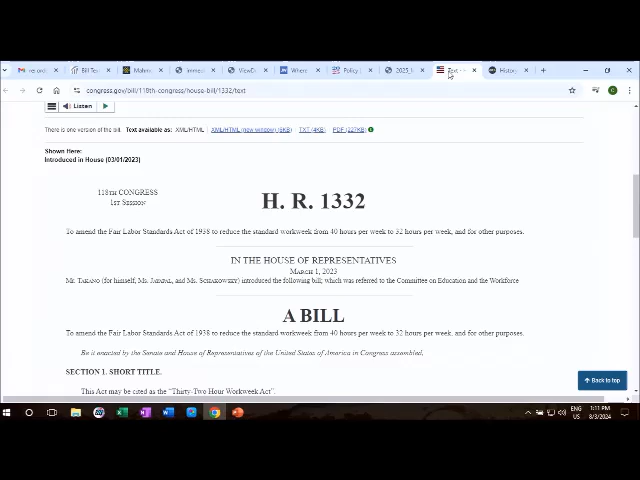 Bill Te
Mahm
ViewD
Where
Policy
2025_
Text -
History
congress.gov/bill/118th-congress/house-bill/1332/text
Listen
There is one version of the bill. Text available as: XML/HTML | XML/HTML (new window) (6KB) TXT (4KB) PDF (227KB)
Shown Here:
Introduced in House (03/01/2023)
118TH CONGRESS
1ST SESSION
H. R. 1332
To amend the Fair Labor Standards Act of 1938 to reduce the standard workweek from 40 hours per week to 32 hours per week, and for other purposes.
IN THE HOUSE OF REPRESENTATIVES
MARCH 1, 2023
MR. TAKANO (for himself, MS. JAYAPAL, and MS. SCHAKOWSKY) introduced the following bill; which was referred to the Committee on Education and the Workforce
A BILL
To amend the Fair Labor Standards Act of 1938 to reduce the standard workweek from 40 hours per week to 32 hours per week, and for other purposes.
Be it enacted by the Senate and House of Representatives of the United States of America in Congress assembled,
SECTION 1. SHORT TITLE.
This Act may be cited as the “Thirty-Two Hour Workweek Act”.
Back to top
ENG
US
1:11 PM
8/3/2024